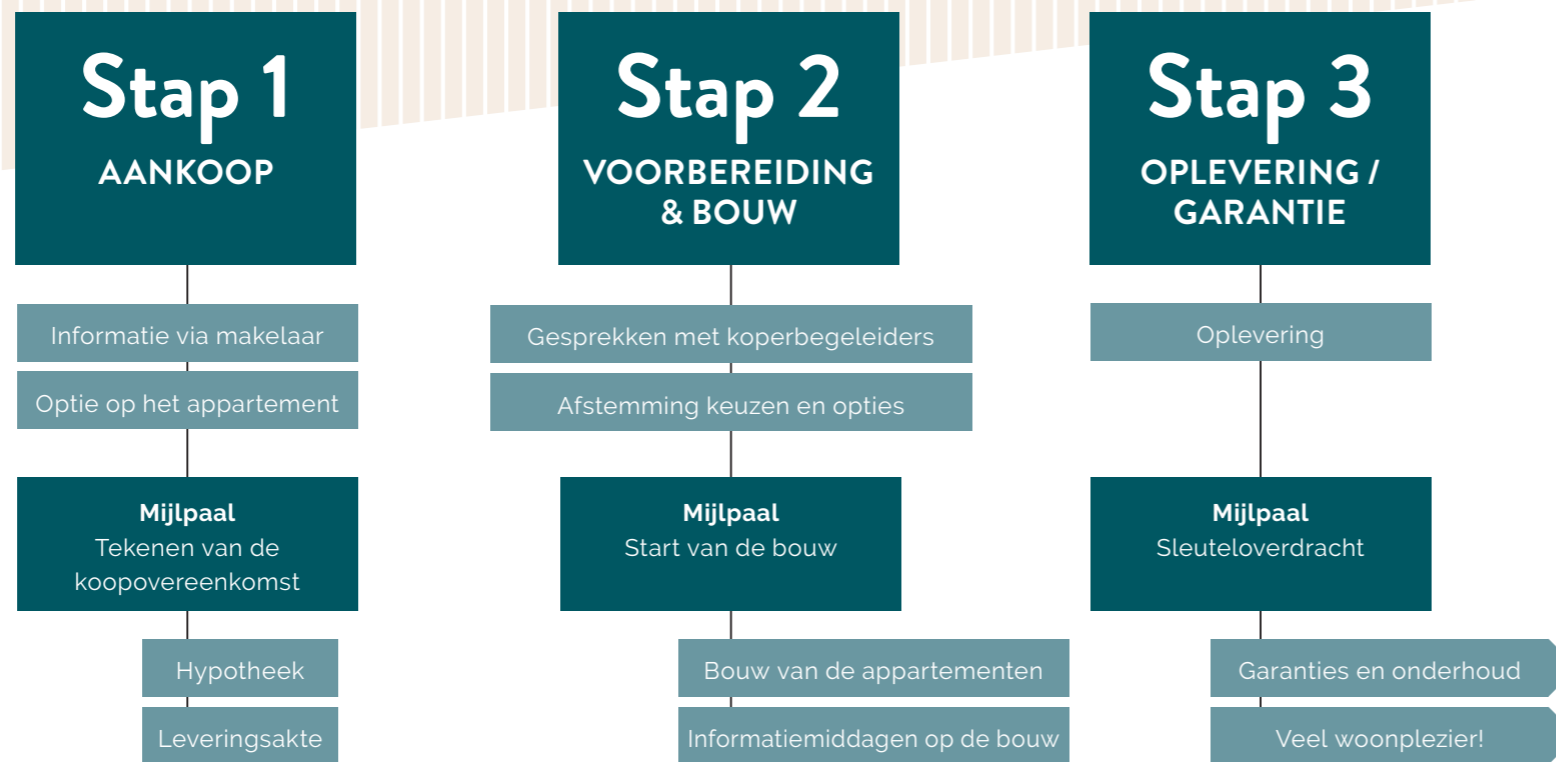 Stap 1
AANKOOP
Informatie via makelaar
Optie op het appartement
Mijlpaal
Tekenen van de
koopovereenkomst
Hypotheek
Leveringsakte
Stap 2
VOORBEREIDING
& BOUW
Gesprekken met koperbegeleiders
Afstemming keuzen en opties
Mijlpaal
Start van de bouw
Bouw van de appartementen
Informatiemiddagen op de bouw
Stap 3
OPLEVERING /
GARANTIE
Oplevering
Mijlpaal
Sleuteloverdracht
Garanties en onderhoud
Veel woonplezier!